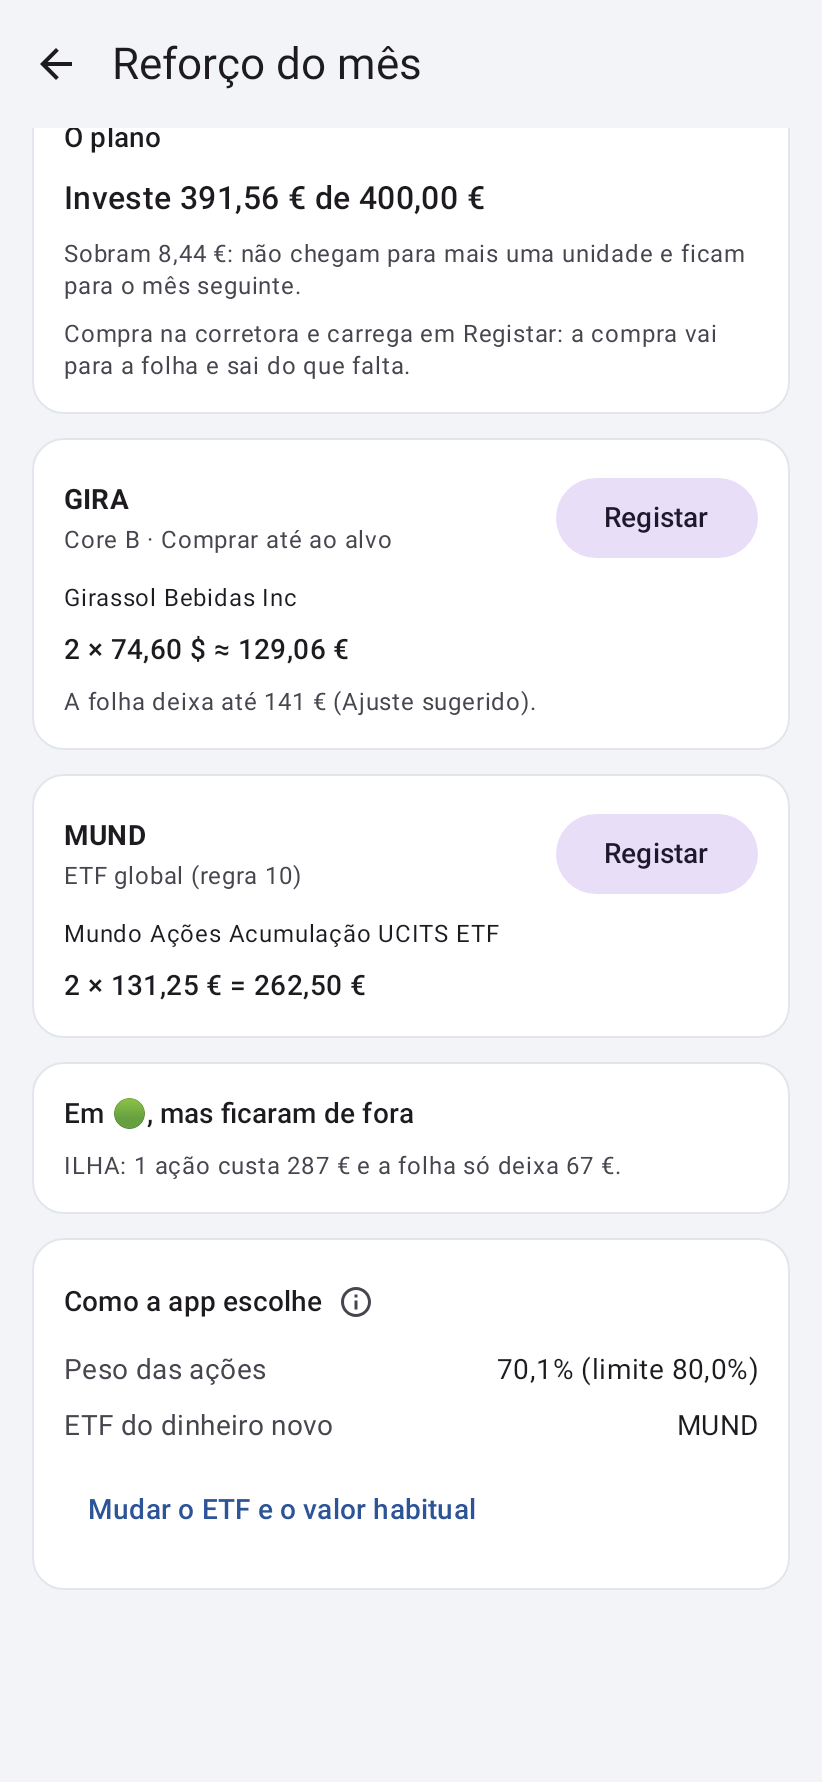 Reforço do mês
O plano
Investe 391,56 € de 400,00 €
Sobram 8,44 €: não chegam para mais uma unidade e ficam
para o mês seguinte.
Compra na corretora e carrega em Registar: a compra vai
para a folha e sai do que falta.
GIRA
Registar
Core B · Comprar até ao alvo
Girassol Bebidas Inc
2 × 74,60 $ ≈ 129,06 €
A folha deixa até 141 € (Ajuste sugerido).
MUND
Registar
ETF global (regra 10)
Mundo Ações Acumulação UCITS ETF
2 × 131,25 € = 262,50 €
Em 🟢, mas ficaram de fora
ILHA: 1 ação custa 287 € e a folha só deixa 67 €.
Como a app escolhe
Peso das ações 70,1% (limite 80,0%)
ETF do dinheiro novo MUND
Mudar o ETF e o valor habitual